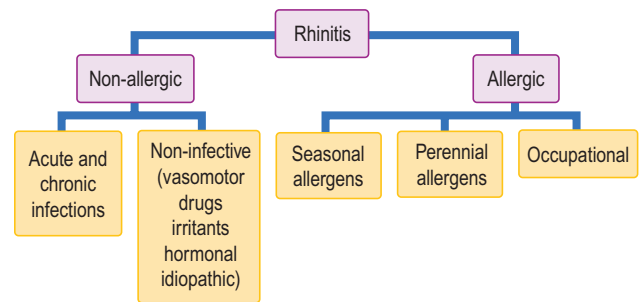 Rhinitis
Non-allergic
Allergic
Acute and
chronic
infections
Non-infective
(vasomotor
drugs
irritants
hormonal
idiopathic)
Seasonal
allergens
Perennial
allergens
Occupational